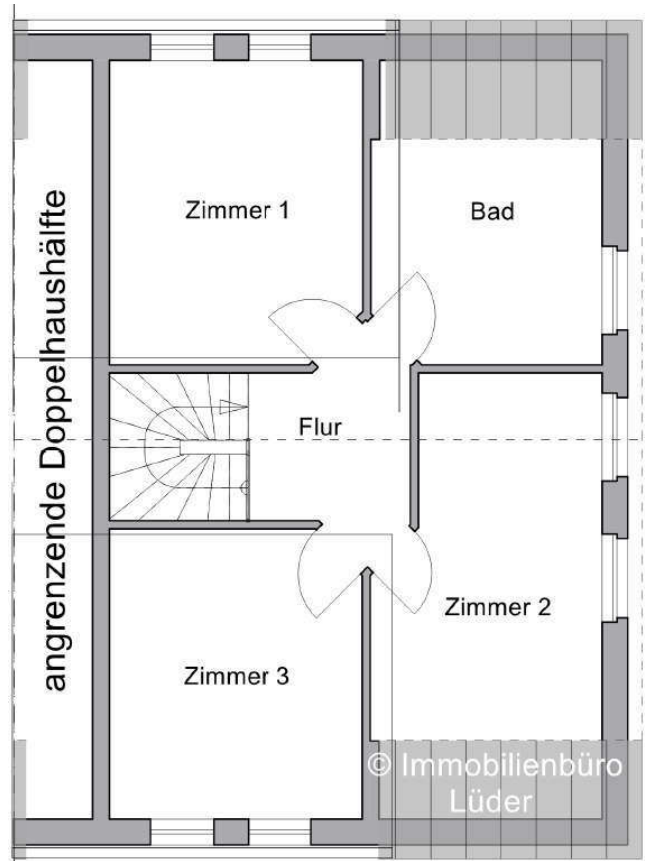 Zimmer 1
Bad
angrenzende Doppelhaushälfte
Flur
Zimmer 2
Zimmer 3
© Immobilienbüro
Lüder